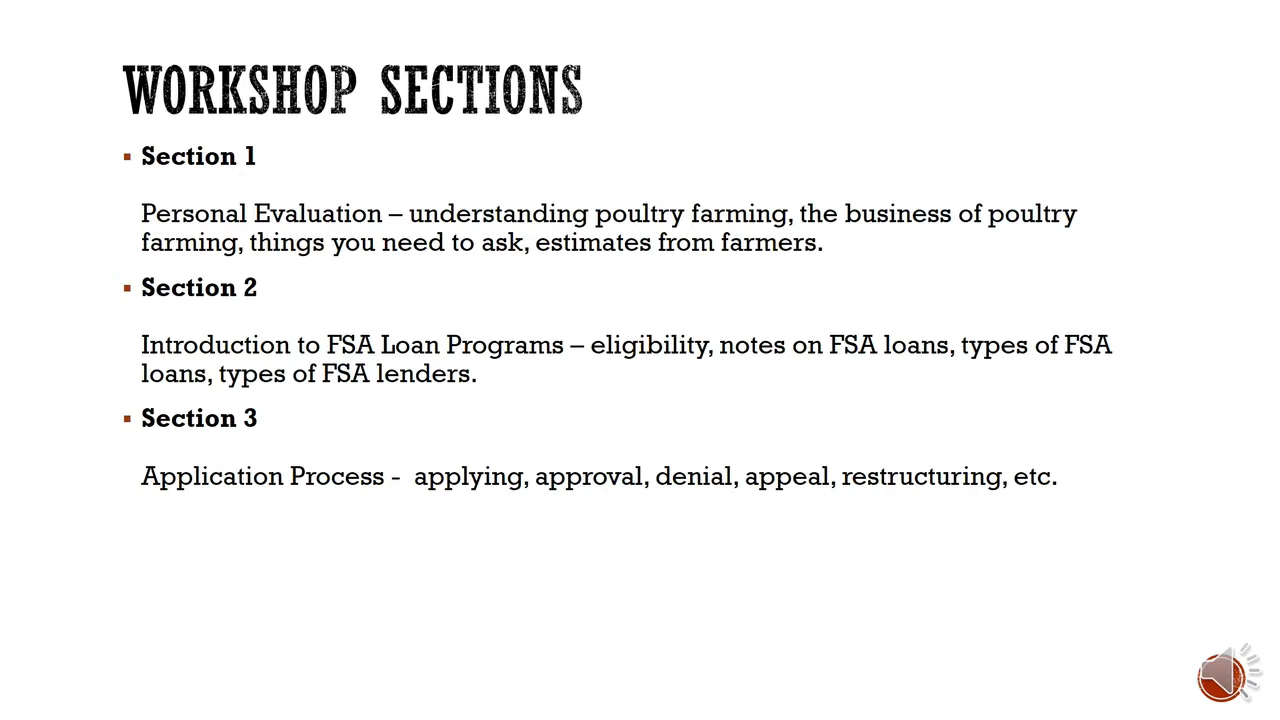 WORKSHOP SECTIONS
▪ Section 1
Personal Evaluation – understanding poultry farming, the business of poultry
farming, things you need to ask, estimates from farmers.
▪ Section 2
Introduction to FSA Loan Programs – eligibility, notes on FSA loans, types of FSA
loans, types of FSA lenders.
▪ Section 3
Application Process -  applying, approval, denial, appeal, restructuring, etc.